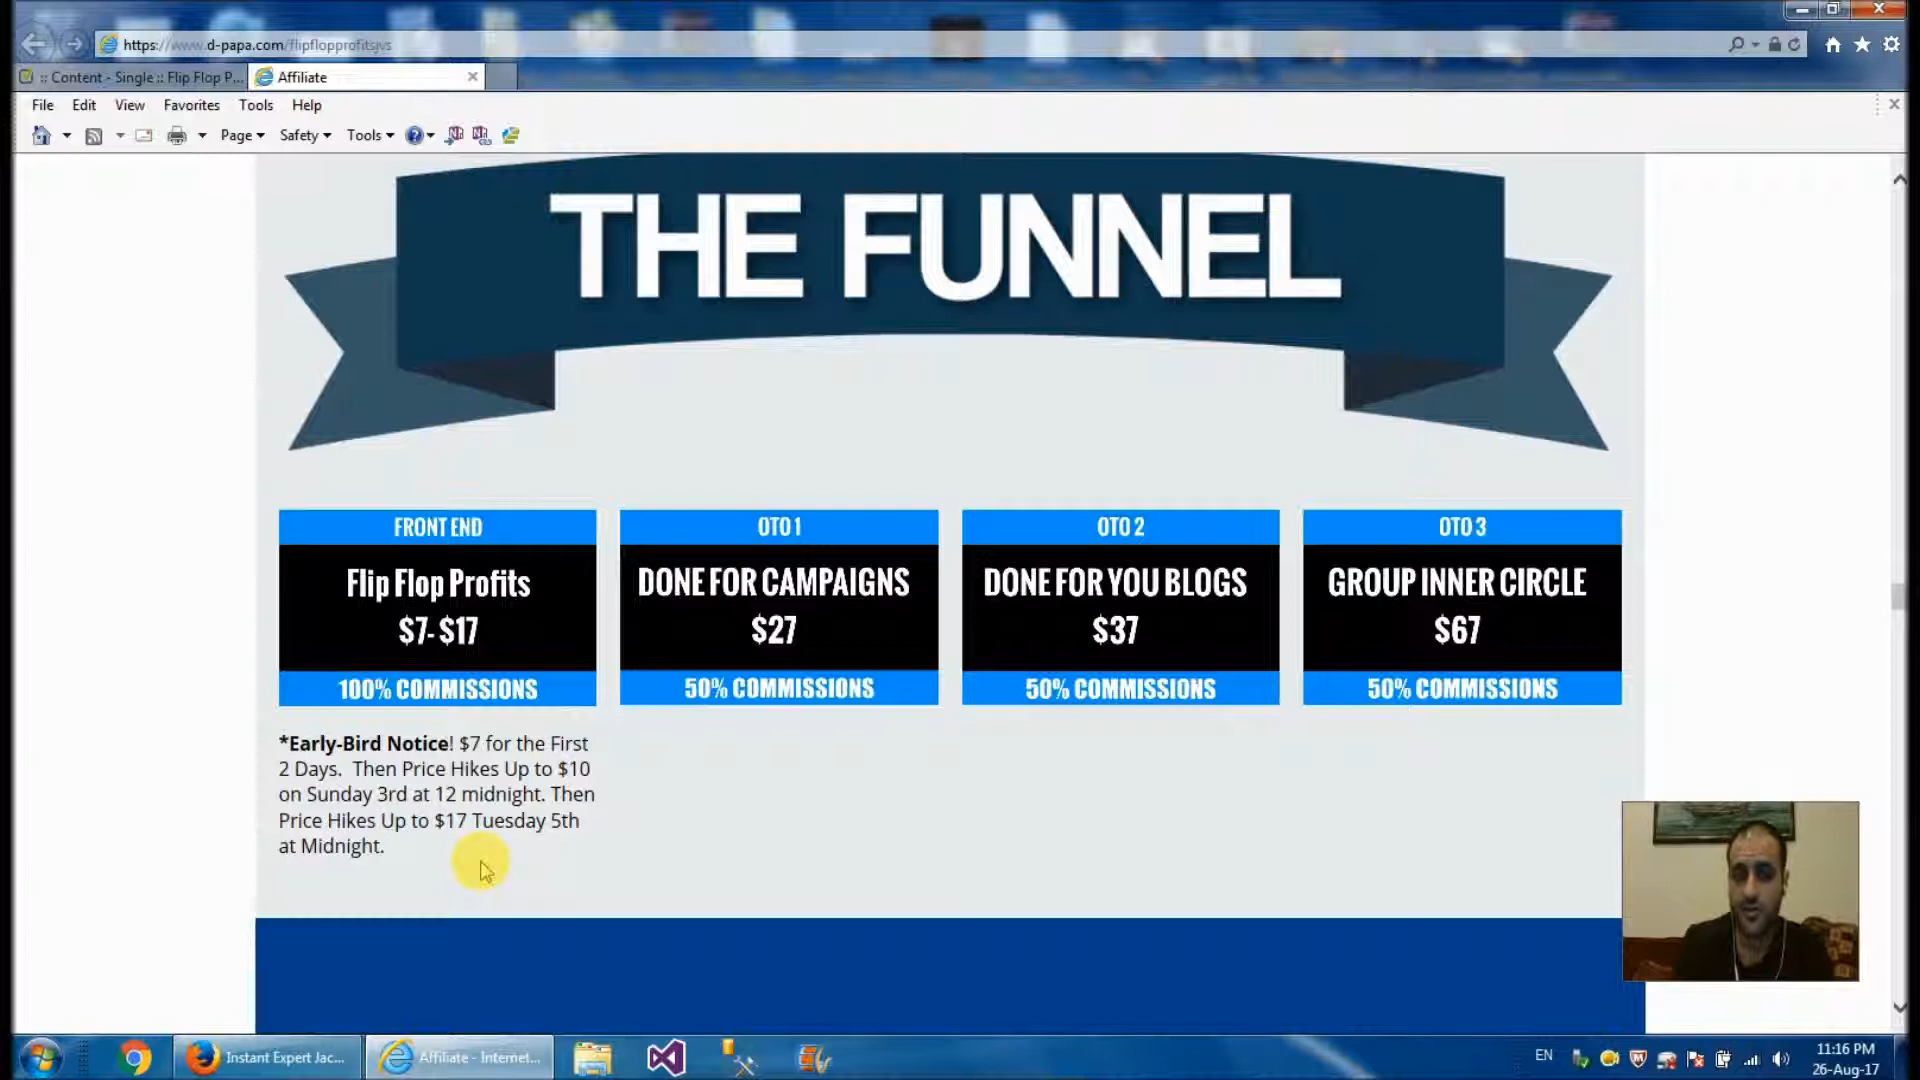 https://www.d-papa.com/flipflopprofitsjvs
:: Content - Single :: Flip Flop P...
Affiliate
File Edit View Favorites Tools Help
Page Safety Tools
THE FUNNEL
FRONT END
Flip Flop Profits
$7- $17
100% COMMISSIONS
OTO 1
DONE FOR CAMPAIGNS
$27
50% COMMISSIONS
OTO 2
DONE FOR YOU BLOGS
$37
50% COMMISSIONS
OTO 3
GROUP INNER CIRCLE
$67
50% COMMISSIONS
*Early-Bird Notice! $7 for the First
2 Days. Then Price Hikes Up to $10
on Sunday 3rd at 12 midnight. Then
Price Hikes Up to $17 Tuesday 5th
at Midnight.
Instant Expert Jac...
Affiliate - Internet...
EN
11:16 PM
26-Aug-17